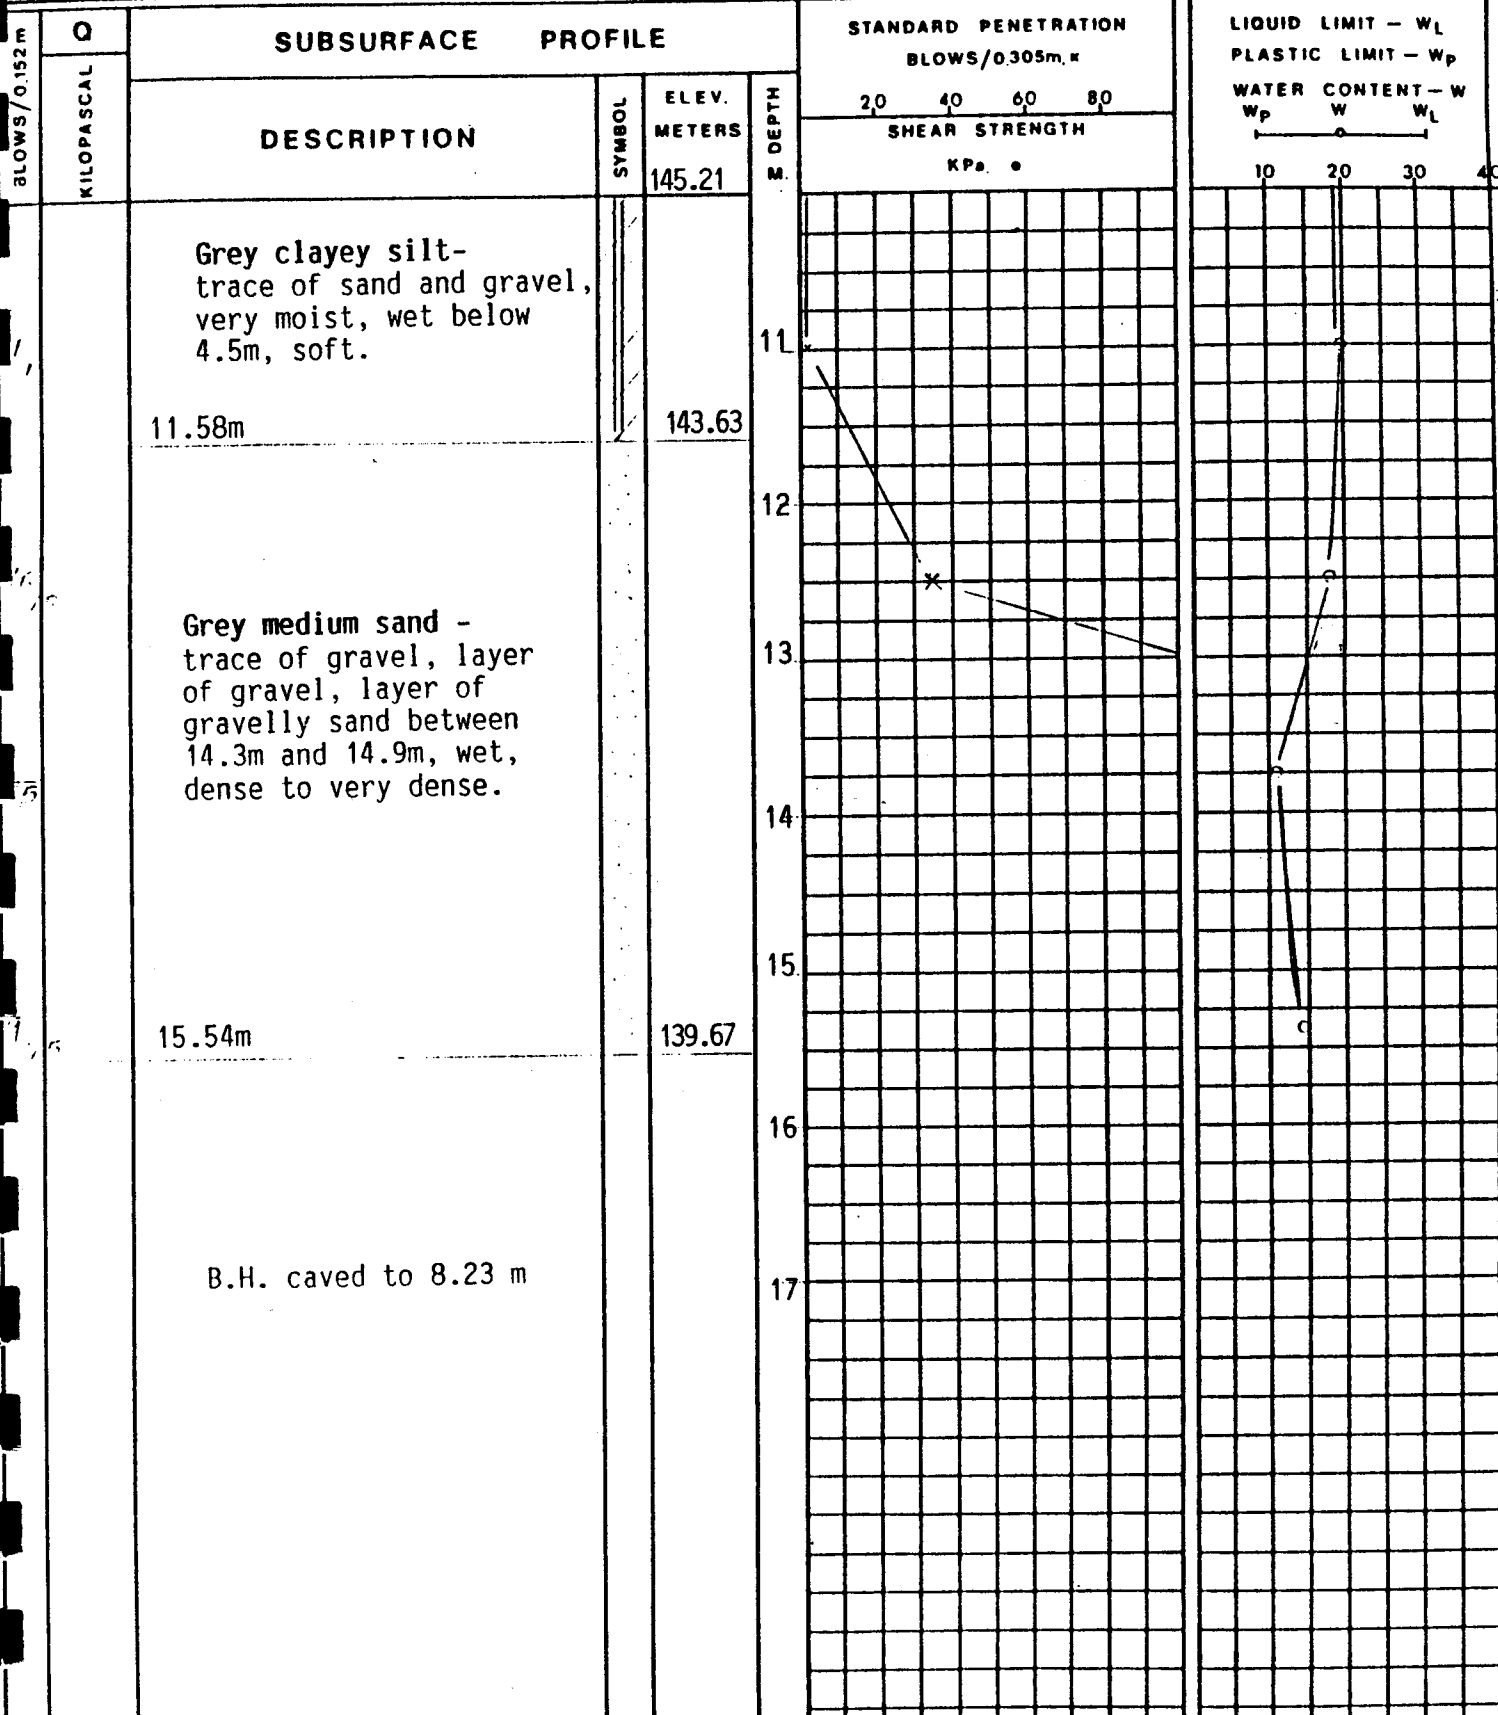 BLOWS/0.152 m
Q
KILOPASCAL
SUBSURFACE PROFILE
DESCRIPTION
SYMBOL
ELEV.
METERS
145.21
M. DEPTH
STANDARD PENETRATION
BLOWS/0.305m. x
20 40 60 80
SHEAR STRENGTH
KPa. •
LIQUID LIMIT – WL
PLASTIC LIMIT – WP
WATER CONTENT – W
WP W WL
10 20 30 40
Grey clayey silt-
trace of sand and gravel,
very moist, wet below
4.5m, soft.
11.58m
143.63
Grey medium sand -
trace of gravel, layer
of gravel, layer of
gravelly sand between
14.3m and 14.9m, wet,
dense to very dense.
15.54m
139.67
B.H. caved to 8.23 m
11
12
13
14
15
16
17